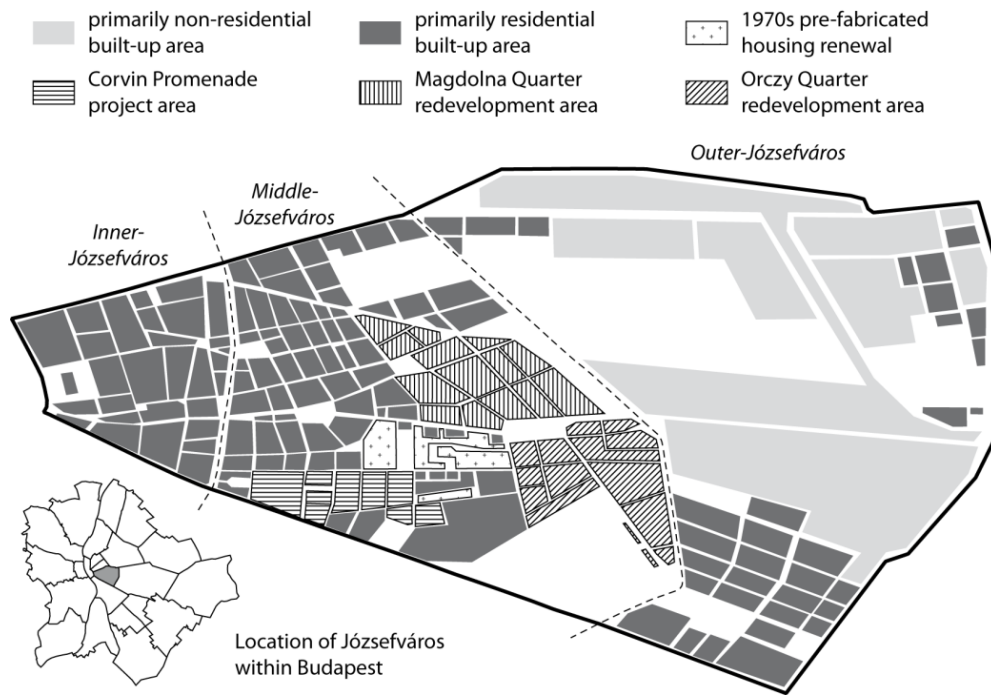 primarily non-residential
built-up area
primarily residential
built-up area
1970s pre-fabricated
housing renewal
Corvin Promenade
project area
Magdolna Quarter
redevelopment area
Orczy Quarter
redevelopment area
Outer-Józsefváros
Middle-
Józsefváros
Inner-
Józsefváros
Location of Józsefváros
within Budapest